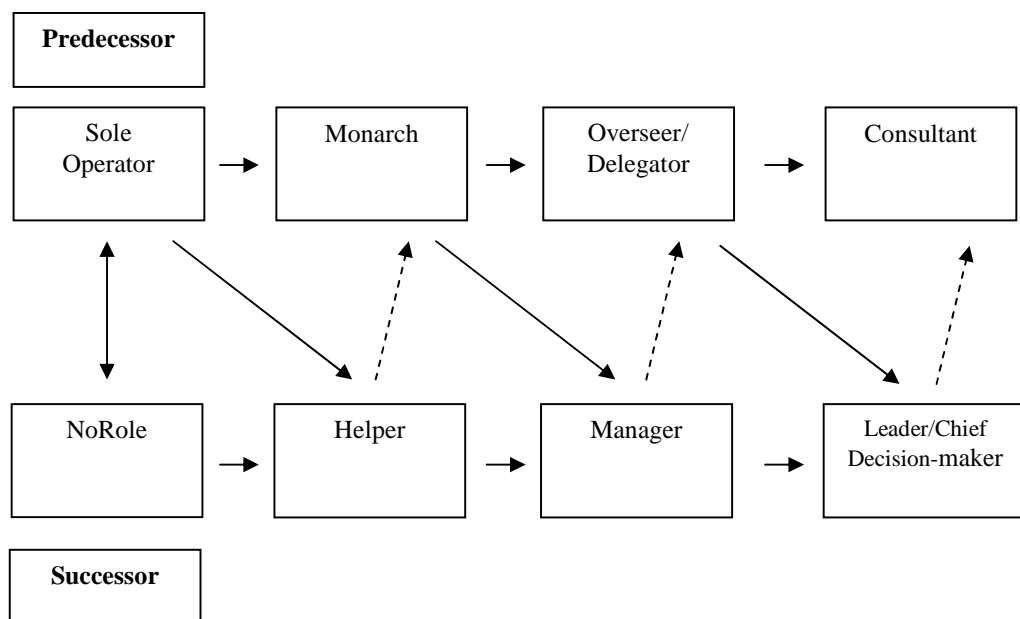 Predecessor
Sole
Operator
Monarch
Overseer/
Delegator
Consultant
NoRole
Helper
Manager
Leader/Chief
Decision-maker
Successor